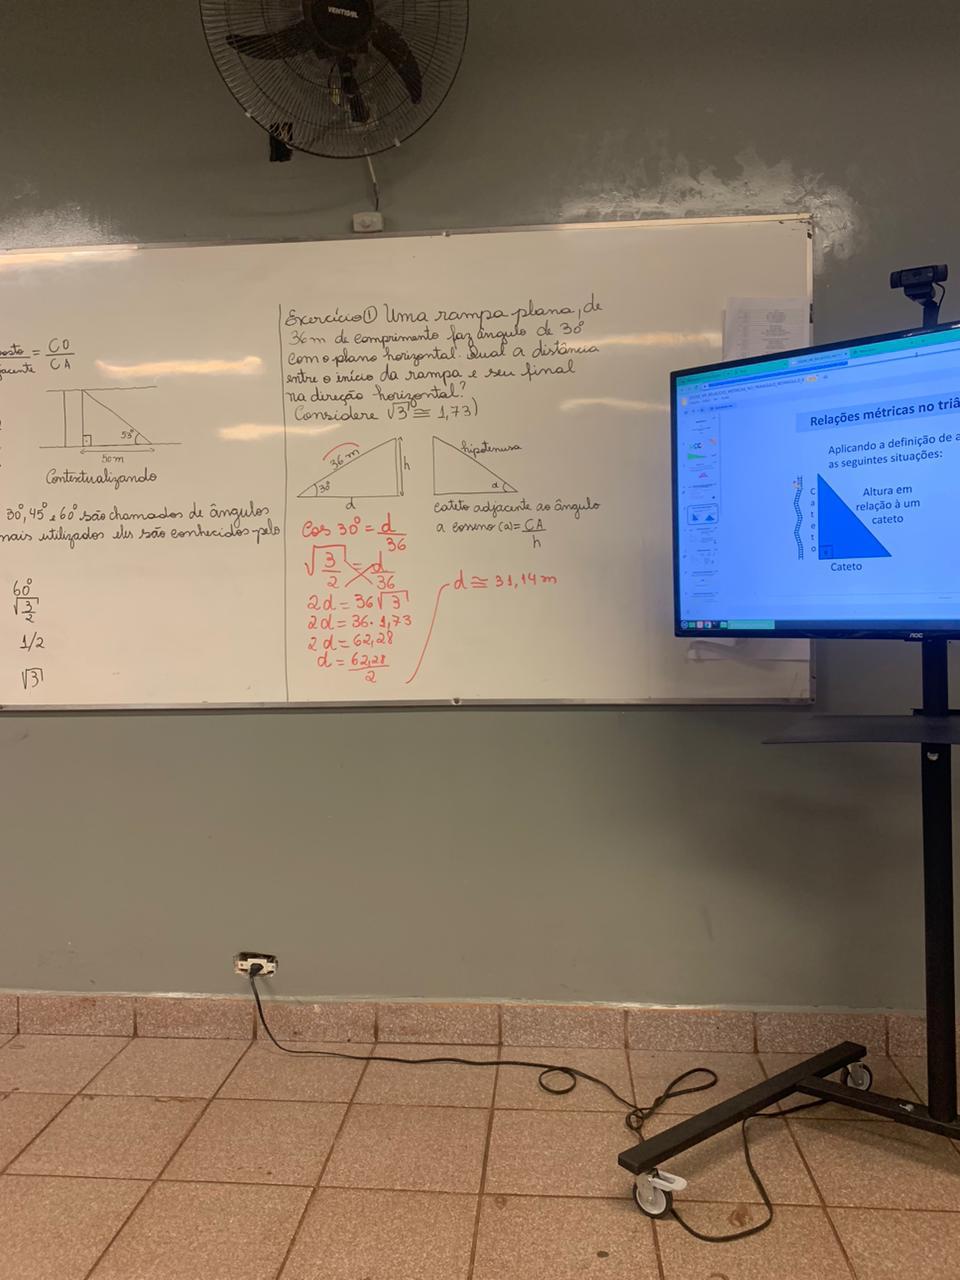 VENTISOL
= CO
CA
53°
50m
Contextualizando
30°, 45° e 60° são chamados de ângulos
mais utilizados eles são conhecidos pelo
60°
√3/2
1/2
√3
Exercício ① Uma rampa plana, de
36m de comprimento faz ângulo de 30°
com o plano horizontal. Qual a distância
entre o início da rampa e seu final
na direção horizontal?
Considere √3 ≅ 1,73)
36 m
h
30°
d
hipotenusa
α
cateto adjacente ao ângulo
α cosseno (α) = CA
h
cos 30° = d
36
√3/2 = d
36
2d = 36√3
2d = 36 . 1,73
2d = 62,28
d = 62,28
2
d ≅ 31,14 m
Relações métricas no triâ
Aplicando a definição de a
as seguintes situações:
Cateto
Altura em
relação à um
cateto
Cateto
AOC